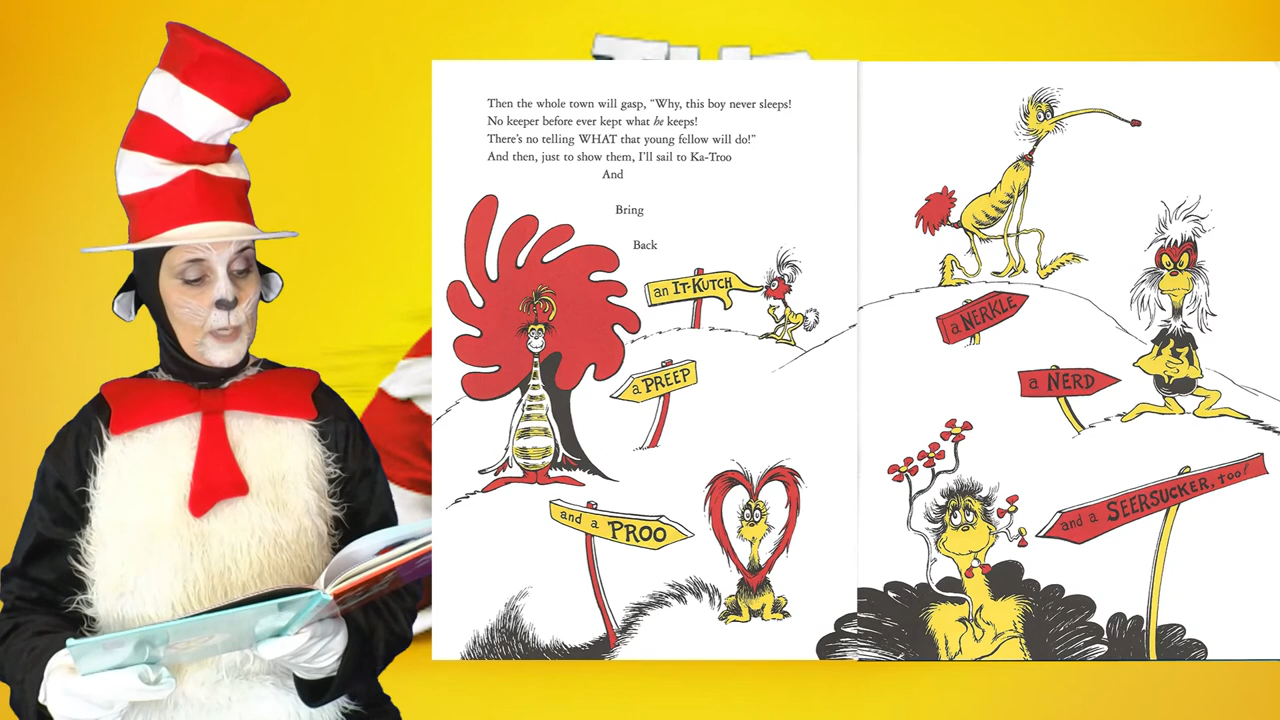 Then the whole town will gasp, “Why, this boy never sleeps!
No keeper before ever kept what he keeps!
There’s no telling WHAT that young fellow will do!”
And then, just to show them, I’ll sail to Ka-Troo
And
Bring
Back
an IT-KUTCH
a PREEP
and a PROO
a NERKLE
a NERD
and a SEERSUCKER, too!